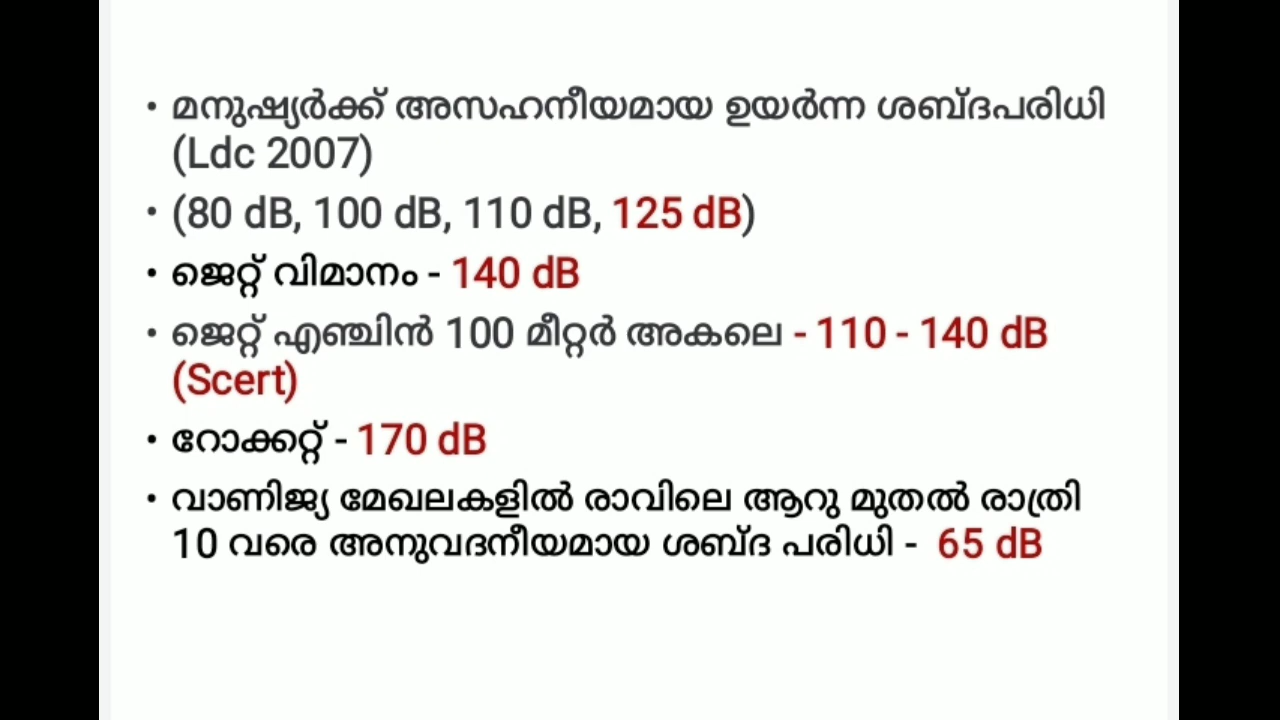 • മനുഷ്യർക്ക് അസഹനീയമായ ഉയർന്ന ശബ്ദപരിധി
(Ldc 2007)
• (80 dB, 100 dB, 110 dB, 125 dB)
• ജെറ്റ് വിമാനം - 140 dB
• ജെറ്റ് എഞ്ചിൻ 100 മീറ്റർ അകലെ - 110 - 140 dB
(Scert)
• റോക്കറ്റ് - 170 dB
• വാണിജ്യ മേഖലകളിൽ രാവിലെ ആറു മുതൽ രാത്രി
10 വരെ അനുവദനീയമായ ശബ്ദ പരിധി - 65 dB